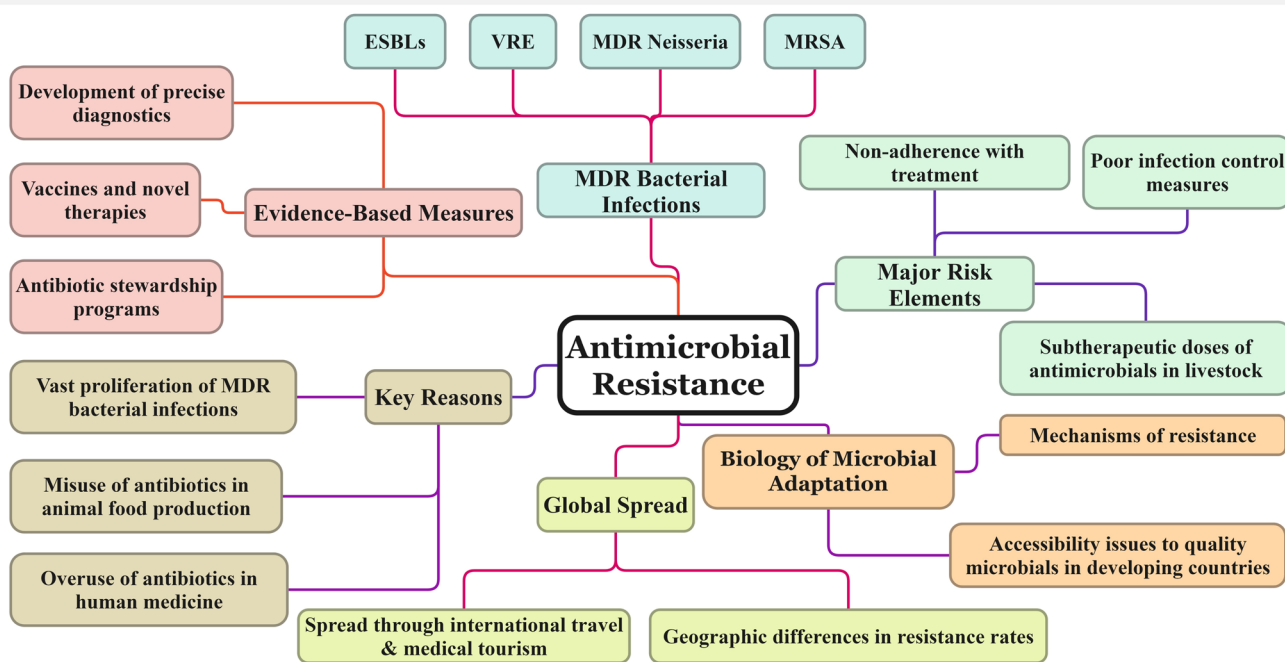 ESBLs
VRE
MDR Neisseria
MRSA
Development of precise
diagnostics
Vaccines and novel
therapies
Antibiotic stewardship
programs
Evidence-Based Measures
MDR Bacterial
Infections
Non-adherence with
treatment
Poor infection control
measures
Major Risk
Elements
Subtherapeutic doses of
antimicrobials in livestock
Antimicrobial
Resistance
Key Reasons
Vast proliferation of MDR
bacterial infections
Misuse of antibiotics in
animal food production
Overuse of antibiotics in
human medicine
Global Spread
Spread through international travel
& medical tourism
Geographic differences in resistance rates
Biology of Microbial
Adaptation
Mechanisms of resistance
Accessibility issues to quality
microbials in developing countries